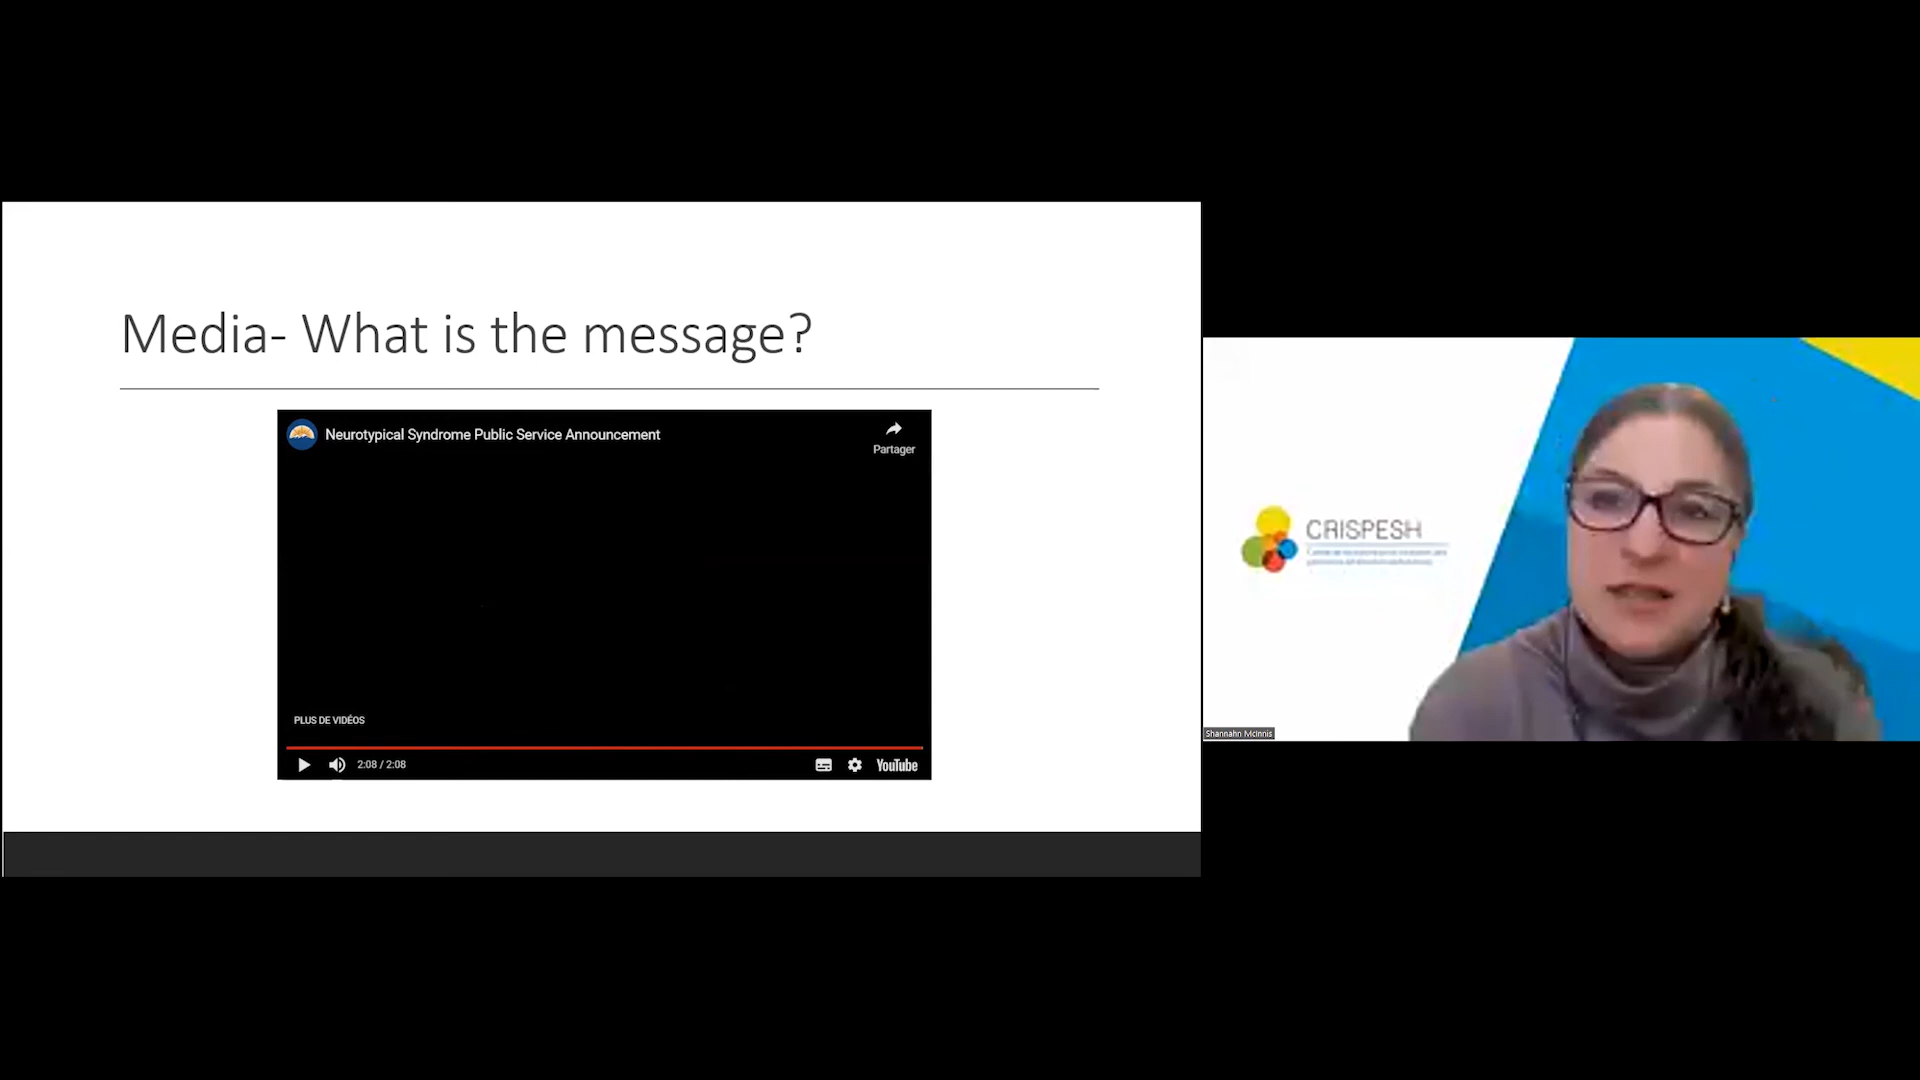 Media- What is the message?
Neurotypical Syndrome Public Service Announcement
Partager
PLUS DE VIDÉOS
2:08 / 2:08
YouTube
CRISPESH
Shannahn McInnis